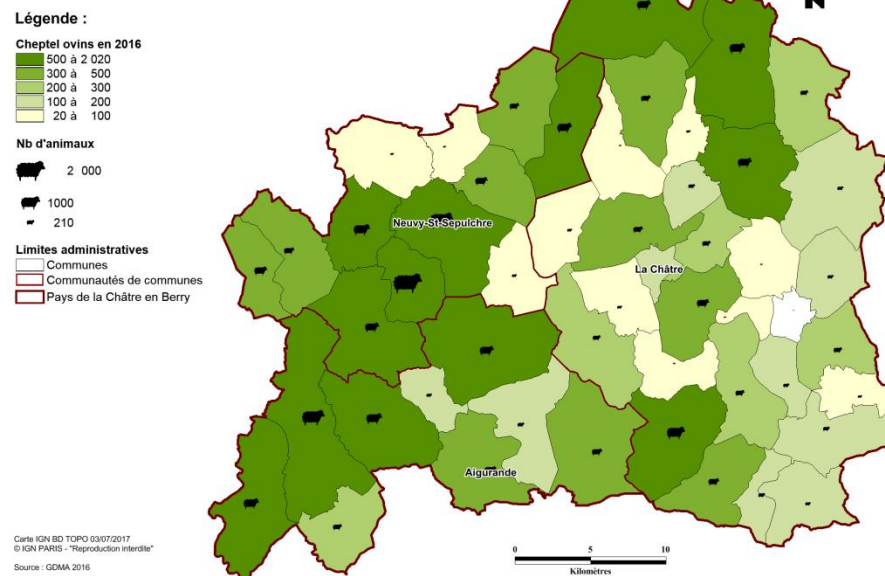 N
Légende :
Cheptel ovins en 2016
500 à 2 020
300 à 500
200 à 300
100 à 200
20 à 100
Nb d'animaux
2 000
1000
210
Limites administratives
Communes
Communautés de communes
Pays de la Châtre en Berry
Neuvy-St-Sepulchre
La Châtre
Aigurande
Carte IGN BD TOPO 03/07/2017
© IGN PARIS - "Reproduction interdite"
Source : GDMA 2016
0 5 10
Kilomètres